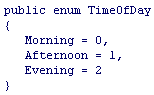 public enum TimeOfDay
{
Morning = 0,
Afternoon = 1,
Evening = 2
}